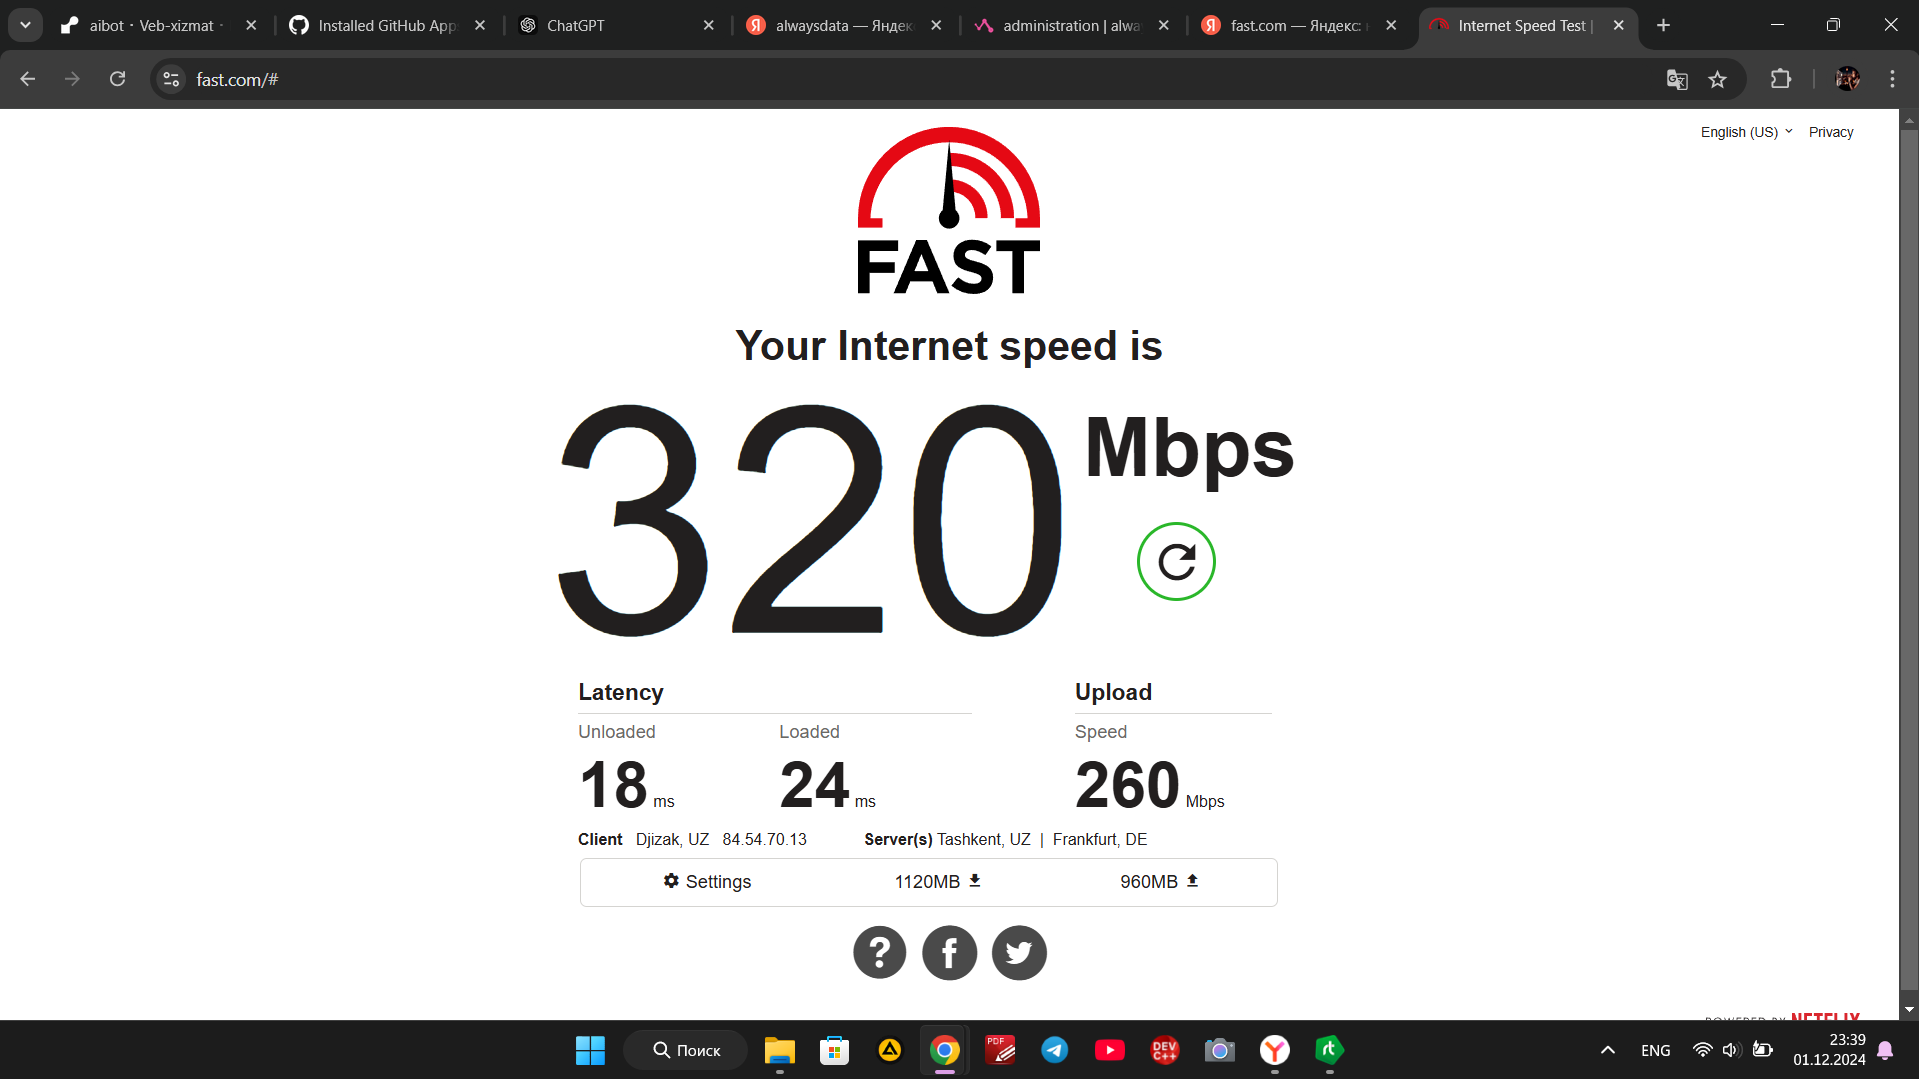 aibot · Veb-xizmat ·
Installed GitHub App
ChatGPT
alwaysdata — Яндек
administration | alwa
fast.com — Яндекс: н
Internet Speed Test |
fast.com/#
English (US)
Privacy
FAST
Your Internet speed is
320 Mbps
Latency
Upload
Unloaded
Loaded
Speed
18 ms
24 ms
260 Mbps
Client Djizak, UZ 84.54.70.13
Server(s) Tashkent, UZ | Frankfurt, DE
Settings
1120MB
960MB
POWERED BY NETFLIX
Поиск
PDF
DEV C++
rt
ENG
23:39
01.12.2024